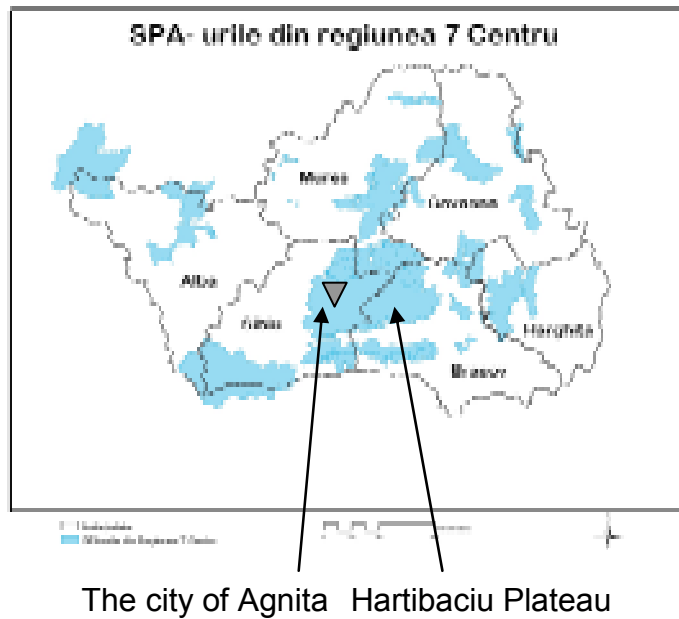 SPA- urile din regiunea 7 Centru
Mures
Covasna
Alba
Sibiu
Harghita
Brasov
The city of Agnita Hartibaciu Plateau